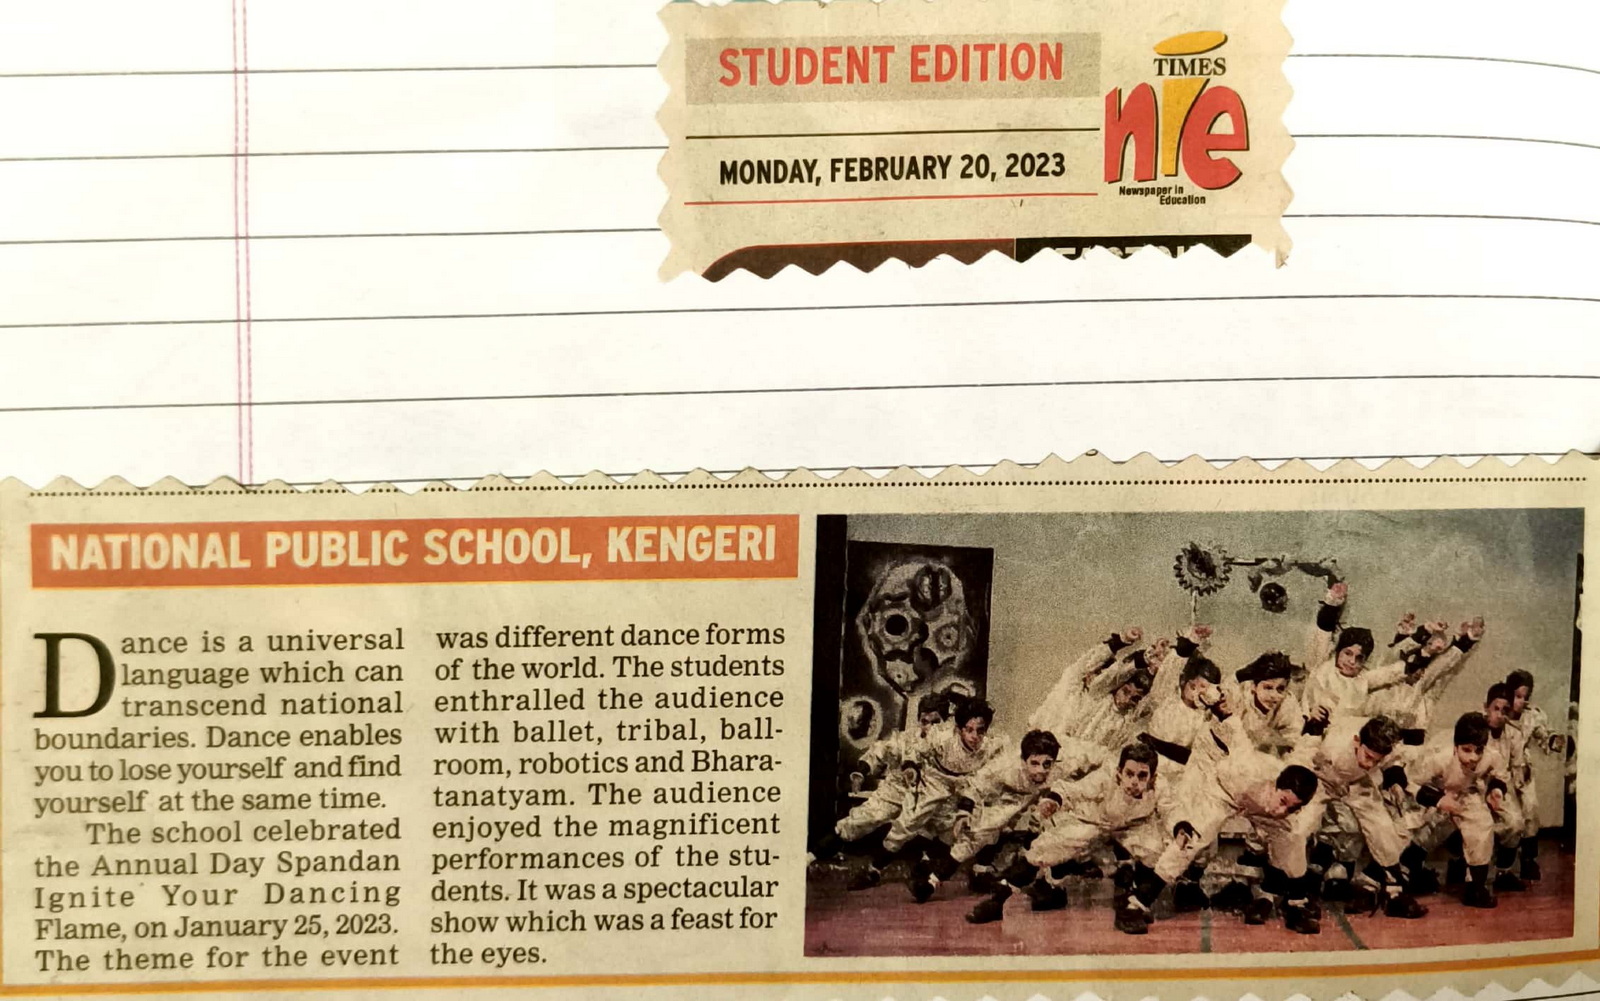 STUDENT EDITION
MONDAY, FEBRUARY 20, 2023
TIMES
nie
Newspaper in
Education
NATIONAL PUBLIC SCHOOL, KENGERI
Dance is a universal
language which can
transcend national
boundaries. Dance enables
you to lose yourself and find
yourself at the same time.
The school celebrated
the Annual Day Spandan
Ignite Your Dancing
Flame, on January 25, 2023.
The theme for the event
was different dance forms
of the world. The students
enthralled the audience
with ballet, tribal, ball-
room, robotics and Bhara-
tanatyam. The audience
enjoyed the magnificent
performances of the stu-
dents. It was a spectacular
show which was a feast for
the eyes.